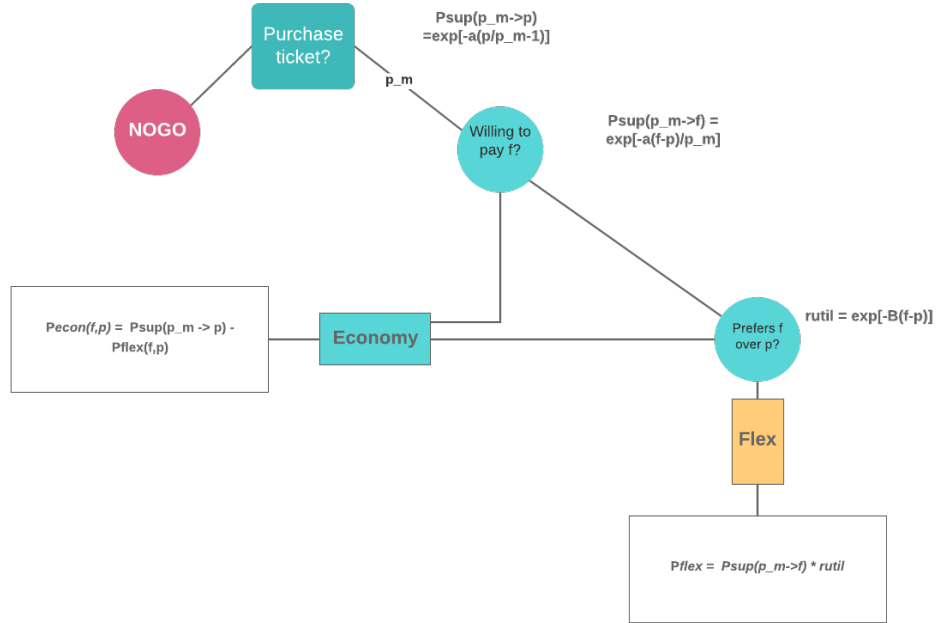 Purchase
ticket?
Psup(p_m->p)
=exp[-a(p/p_m-1)]
p_m
NOGO
Willing to
pay f?
Psup(p_m->f) =
exp[-a(f-p)/p_m]
Pecon(f,p) = Psup(p_m -> p) -
Pflex(f,p)
Economy
Prefers f
over p?
rutil = exp[-B(f-p)]
Flex
Pflex = Psup(p_m->f) * rutil